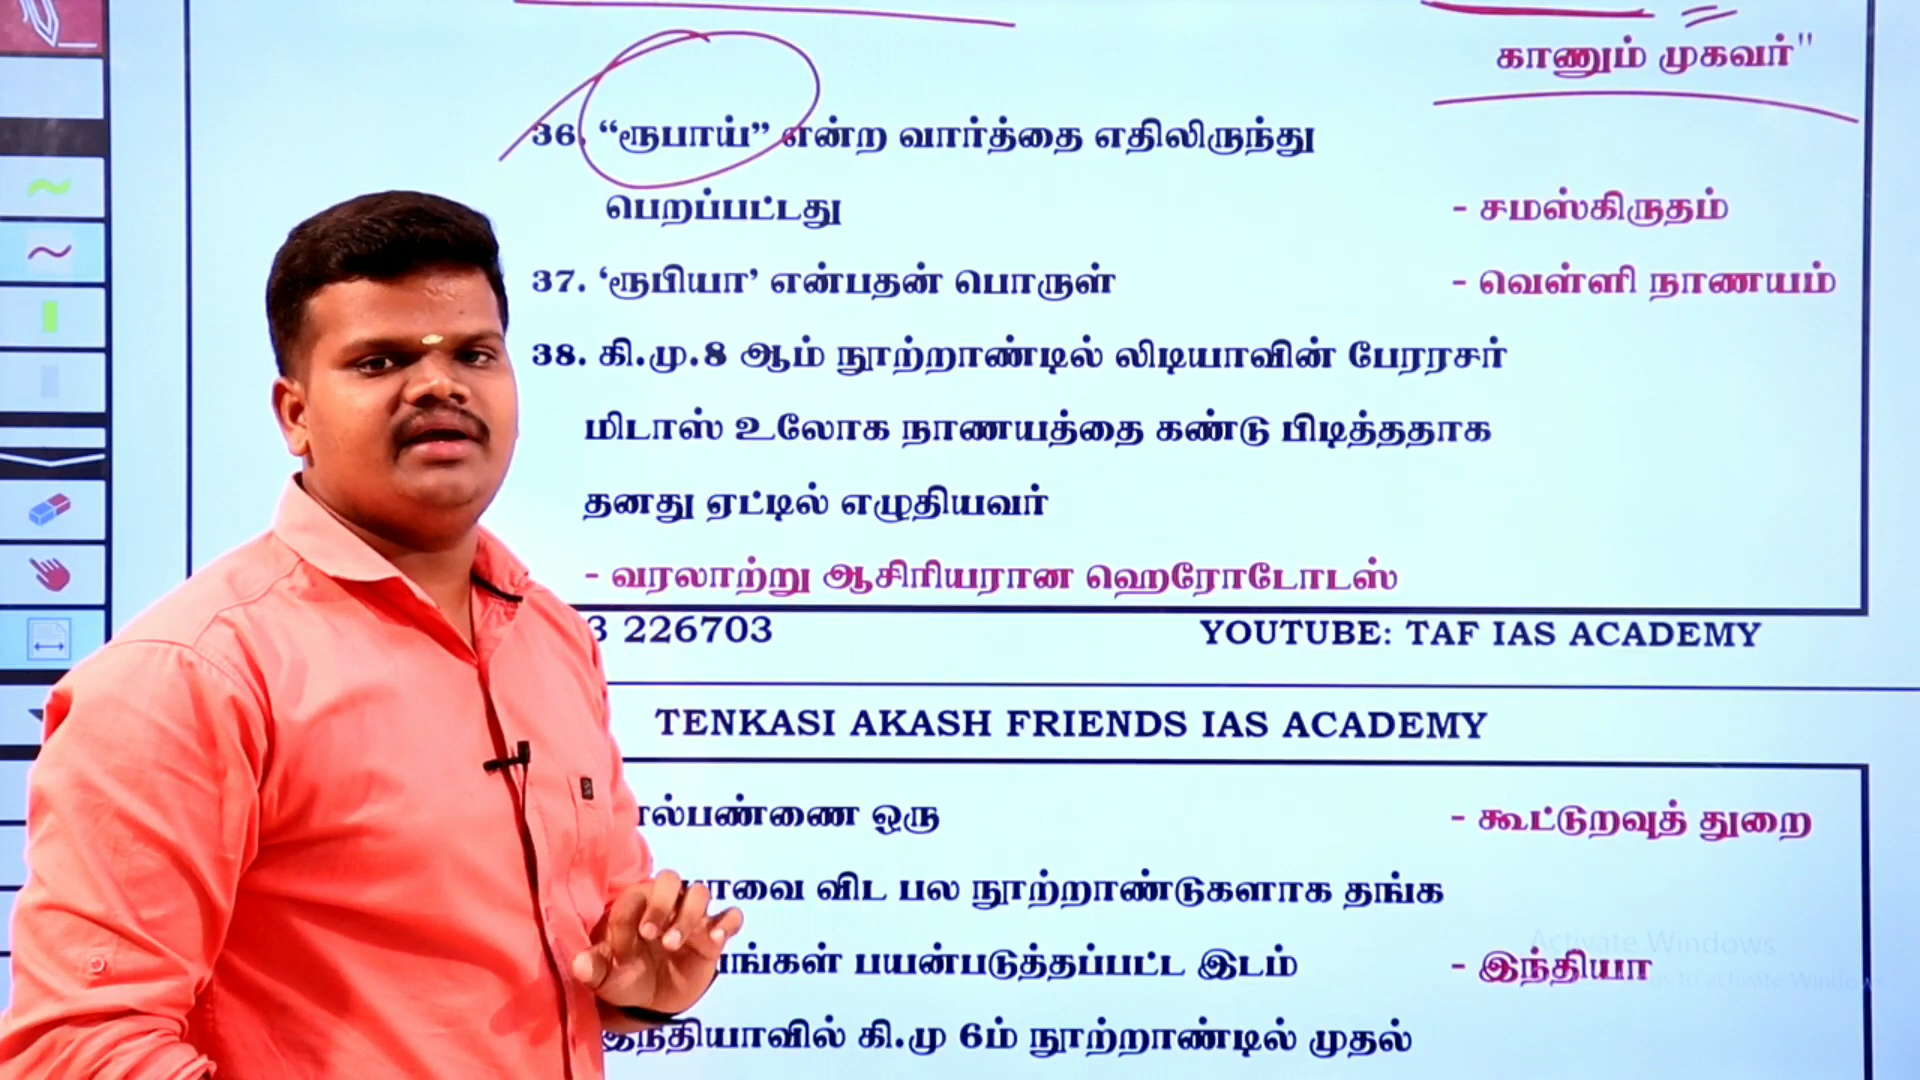 காணும் முகவர்"
36. “ரூபாய்” என்ற வார்த்தை எதிலிருந்து
பெறப்பட்டது - சமஸ்கிருதம்
37. ‘ரூபியா’ என்பதன் பொருள் - வெள்ளி நாணயம்
38. கி.மு.8 ஆம் நூற்றாண்டில் லிடியாவின் பேரரசர்
மிடாஸ் உலோக நாணயத்தை கண்டு பிடித்ததாக
தனது ஏட்டில் எழுதியவர்
- வரலாற்று ஆசிரியரான ஹெரோடோடஸ்
3 226703 YOUTUBE: TAF IAS ACADEMY
TENKASI AKASH FRIENDS IAS ACADEMY
ஒரு - கூட்டுறவுத் துறை
விட பல நூற்றாண்டுகளாக தங்க
பயன்படுத்தப்பட்ட இடம் - இந்தியா
இந்தியாவில் கி.மு 6ம் நூற்றாண்டில் முதல்
Activate Windows